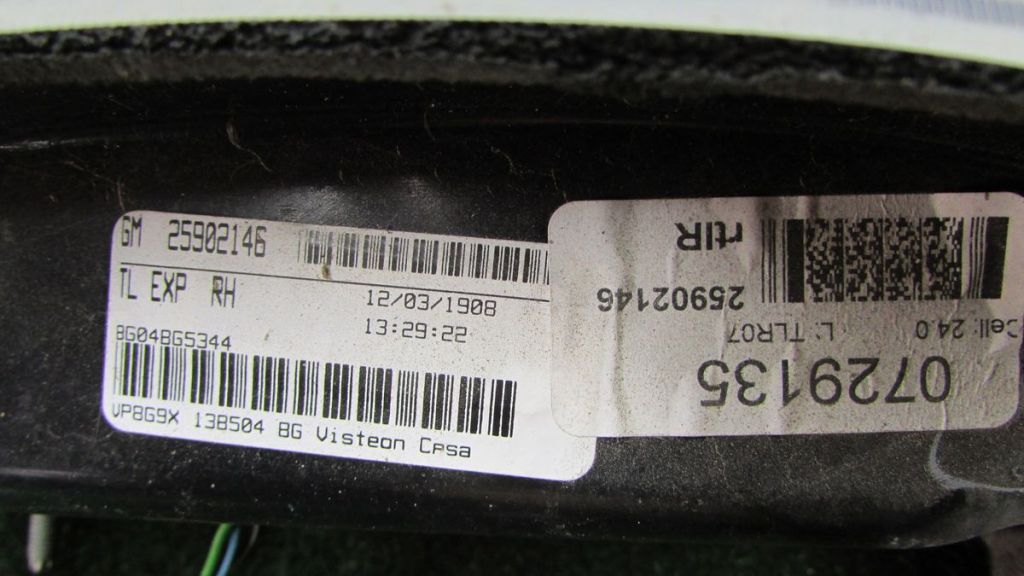 GM 25902146
TL EXP RH
12/03/1908
13:29:22
8G048G5344
VP8G9X 13B504 BG Visteon Cpsa
0729135
Cell: 24.0 L: TLR07
25902146
rtIR